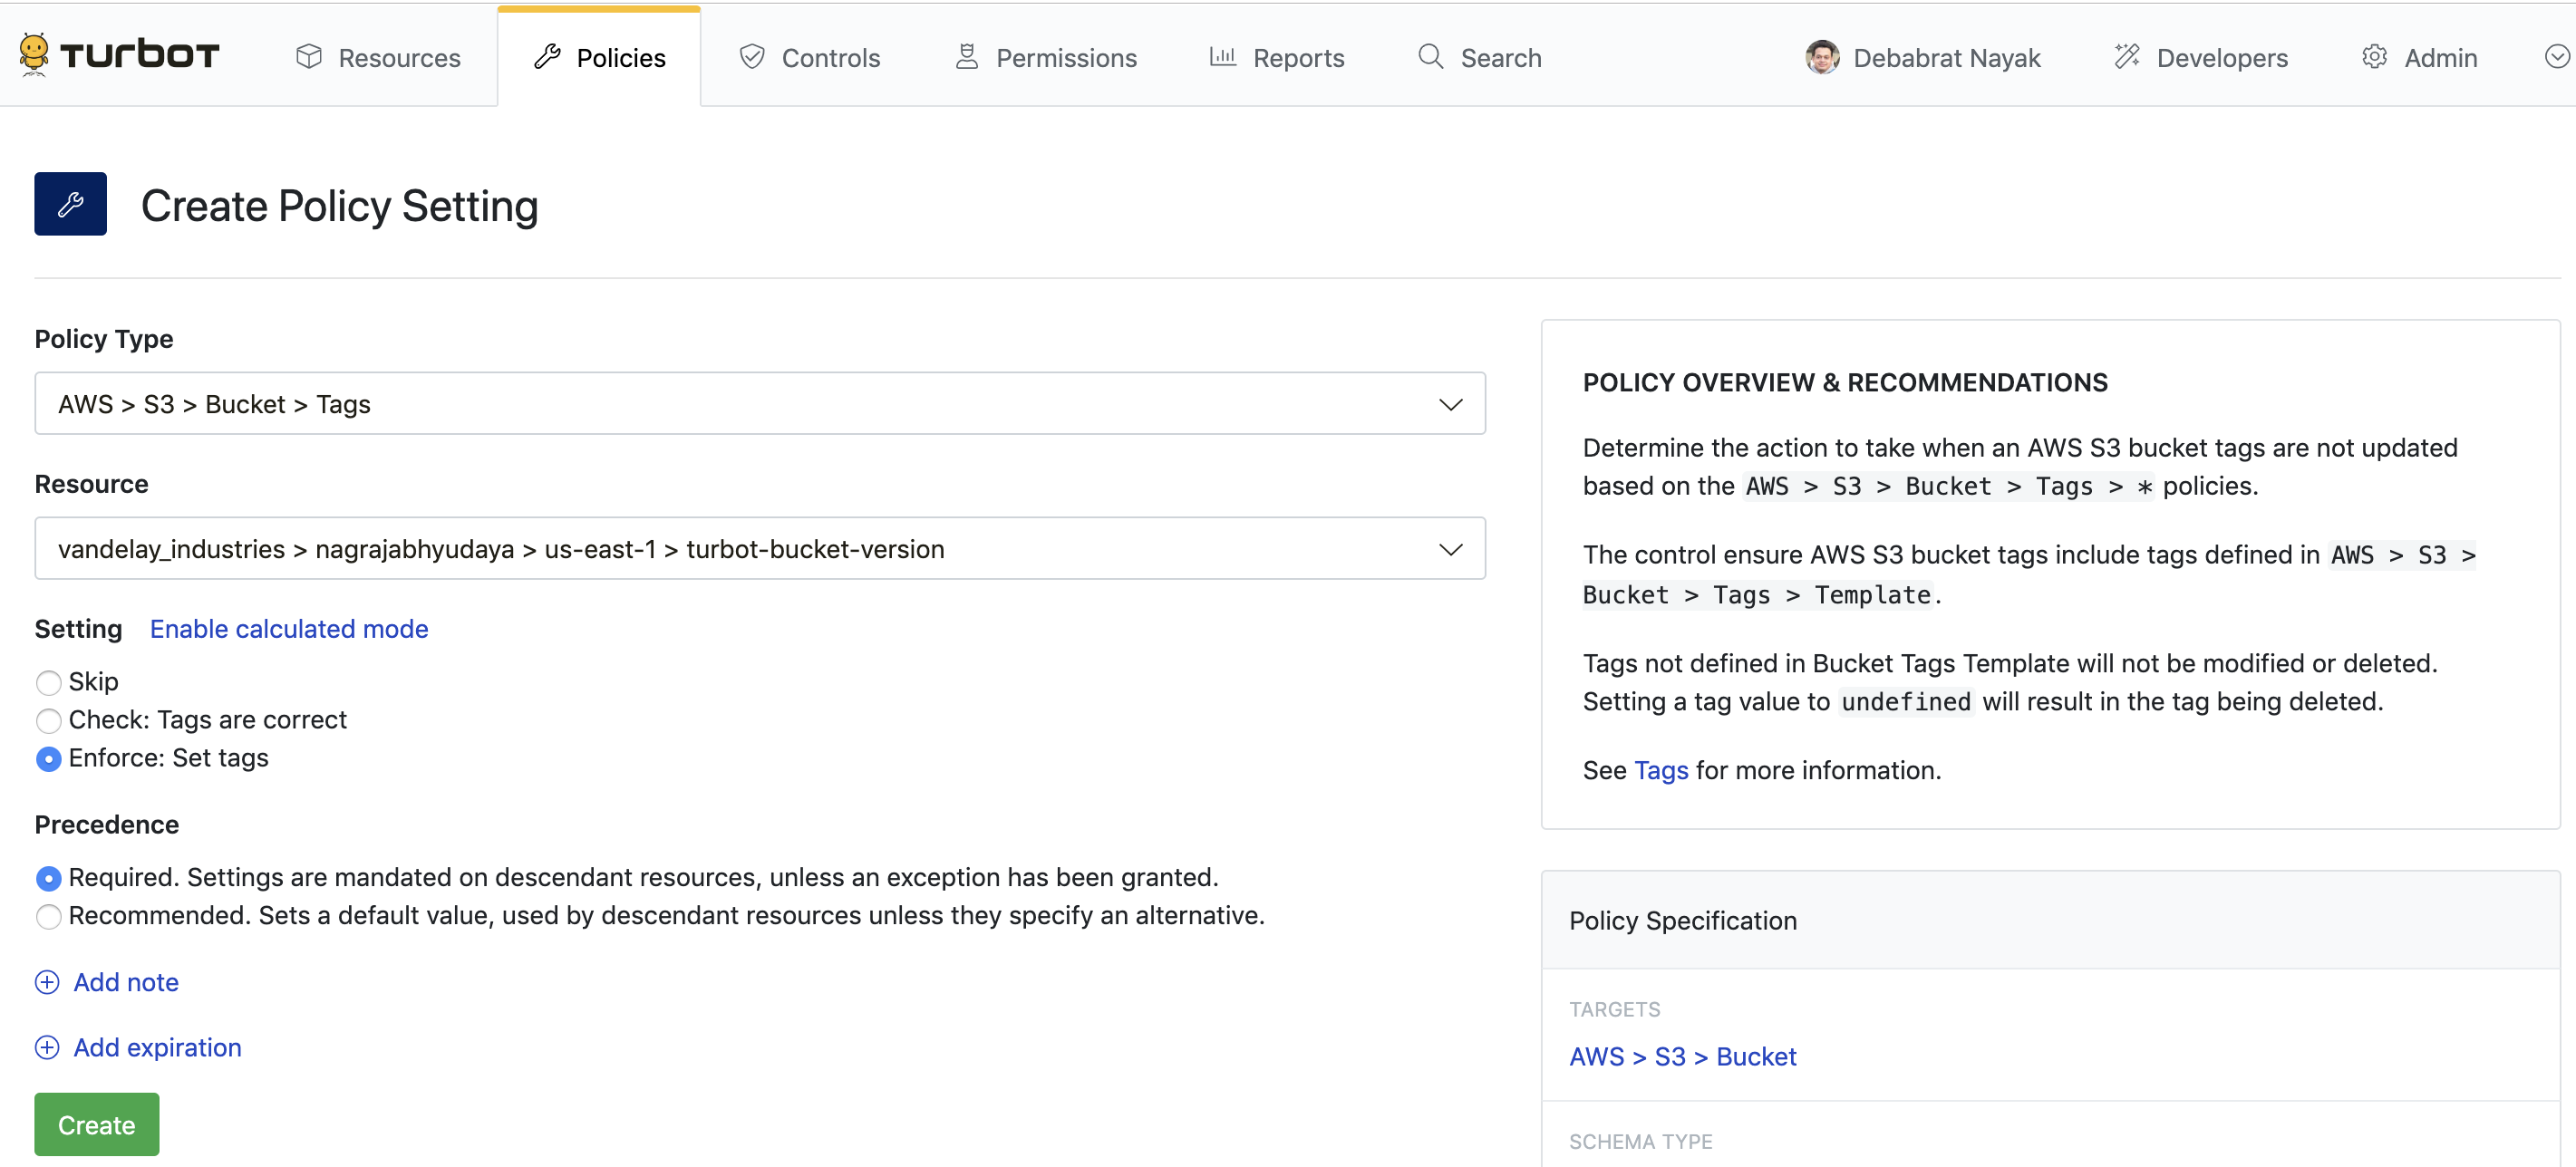 TURBOT
Resources
Policies
Controls
Permissions
Reports
Search
Debabrat Nayak
Developers
Admin
Create Policy Setting
Policy Type
AWS > S3 > Bucket > Tags
Resource
vandelay_industries > nagrajabhyudaya > us-east-1 > turbot-bucket-version
Setting Enable calculated mode
Skip
Check: Tags are correct
Enforce: Set tags
Precedence
Required. Settings are mandated on descendant resources, unless an exception has been granted.
Recommended. Sets a default value, used by descendant resources unless they specify an alternative.
Add note
Add expiration
Create
POLICY OVERVIEW & RECOMMENDATIONS
Determine the action to take when an AWS S3 bucket tags are not updated
based on the AWS > S3 > Bucket > Tags > * policies.
The control ensure AWS S3 bucket tags include tags defined in AWS > S3 >
Bucket > Tags > Template.
Tags not defined in Bucket Tags Template will not be modified or deleted.
Setting a tag value to undefined will result in the tag being deleted.
See Tags for more information.
Policy Specification
TARGETS
AWS > S3 > Bucket
SCHEMA TYPE